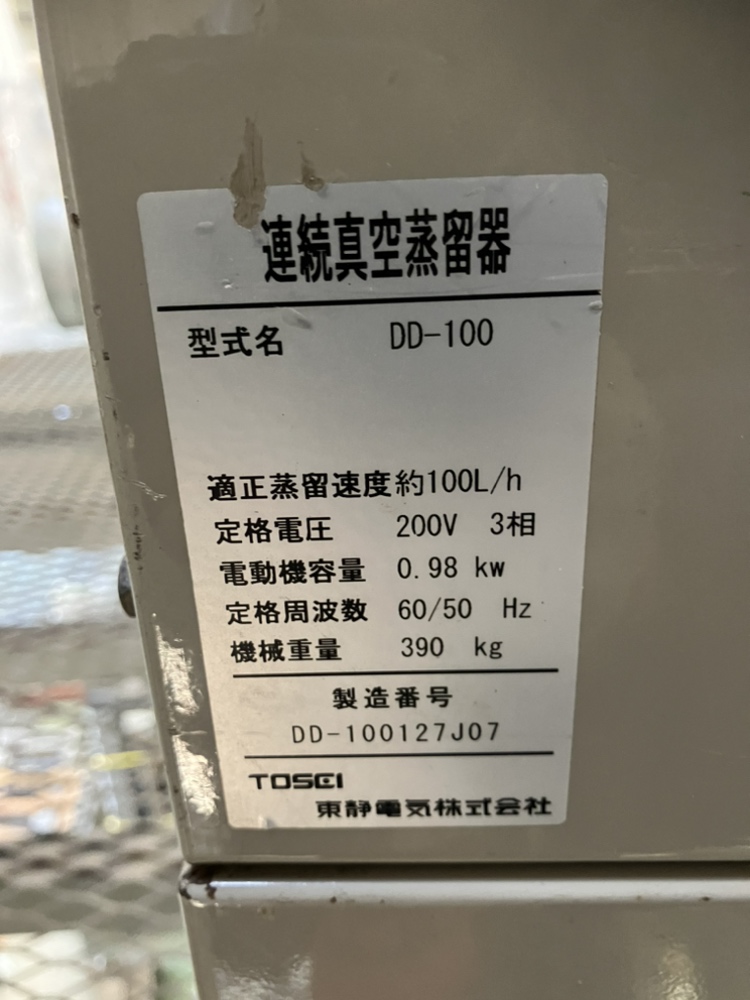 連続真空蒸留器
型式名 DD-100
適正蒸留速度 約100L/h
定格電圧 200V 3相
電動機容量 0.98 kw
定格周波数 60/50 Hz
機械重量 390 kg
製造番号
DD-100127J07
TOSEI
東静電気株式会社